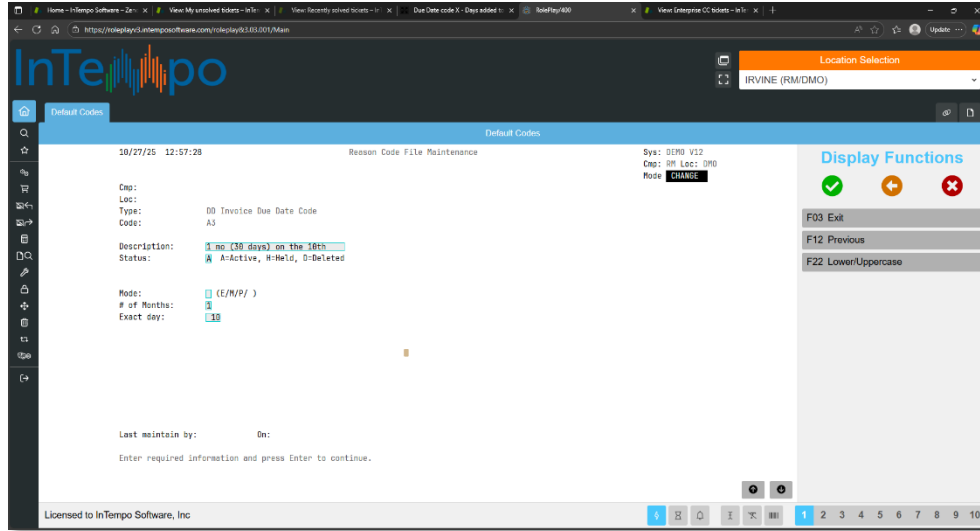 Home – InTempo Software – Zen
View: My unsolved tickets – InTe
View: Recently solved tickets – In
Due Date code X - Days added to
RolePlay/400
View: Enterprise CC tickets – InTe
https://roleplayv3.intemposoftware.com/roleplay8.3.03.001/Main
Update
InTempo
Location Selection
IRVINE (RM/DMO)
Default Codes
Default Codes
10/27/25 12:57:28 Reason Code File Maintenance Sys: DEMO V12
Cmp: RM Loc: DMO
Mode CHANGE
Cmp:
Loc:
Type: DD Invoice Due Date Code
Code: A3
Description: 1 mo (30 days) on the 10th
Status: A A=Active, H=Held, D=Deleted
Mode: (E/M/P/ )
# of Months: 1
Exact day: 10
Last maintain by: On:
Enter required information and press Enter to continue.
Display Functions
F03 Exit
F12 Previous
F22 Lower/Uppercase
Licensed to InTempo Software, Inc
1 2 3 4 5 6 7 8 9 10